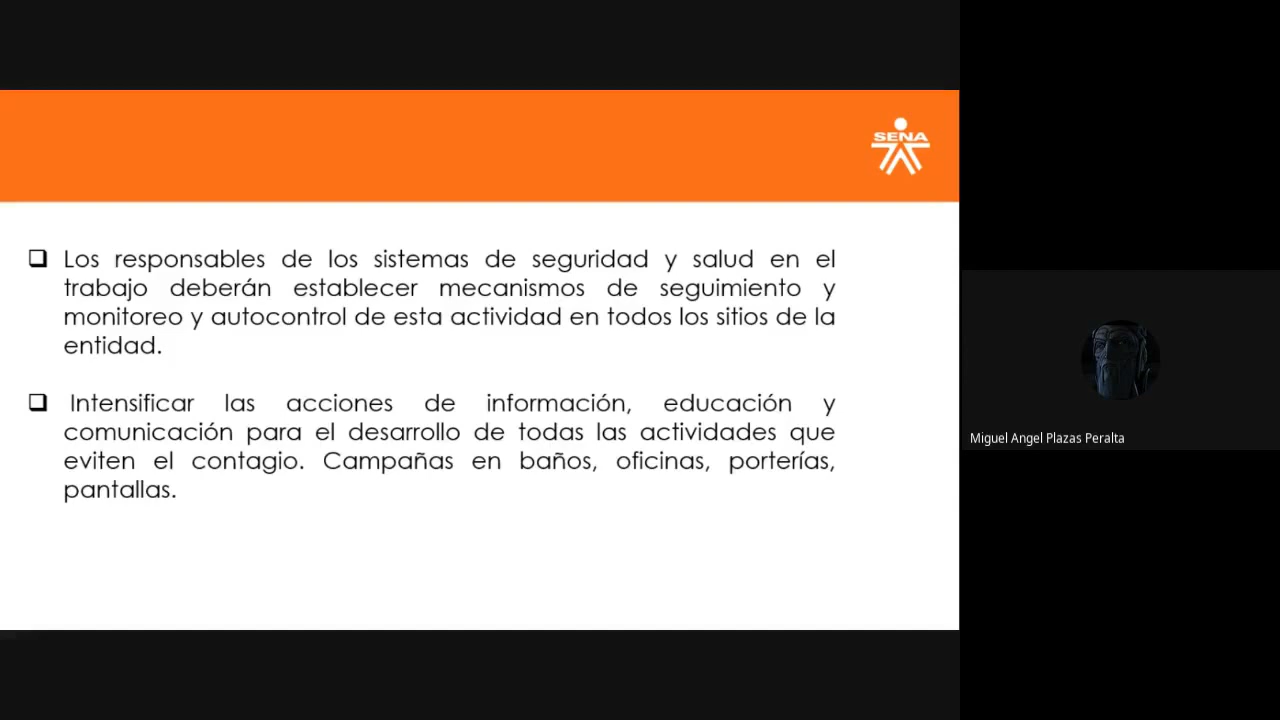 SENA
Los responsables de los sistemas de seguridad y salud en el
trabajo deberán establecer mecanismos de seguimiento y
monitoreo y autocontrol de esta actividad en todos los sitios de la
entidad.
Intensificar las acciones de información, educación y
comunicación para el desarrollo de todas las actividades que
eviten el contagio. Campañas en baños, oficinas, porterías,
pantallas.
Miguel Angel Plazas Peralta